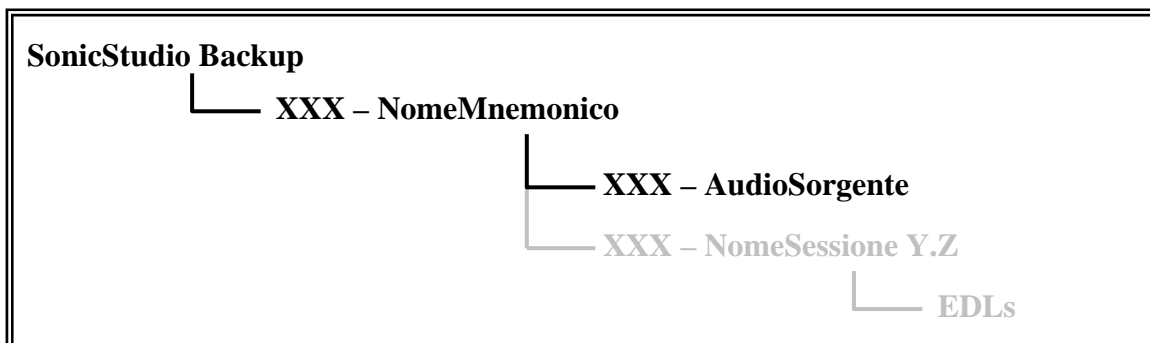 SonicStudio Backup
XXX – NomeMnemonico
XXX – AudioSorgente
XXX – NomeSessione Y.Z
EDLs